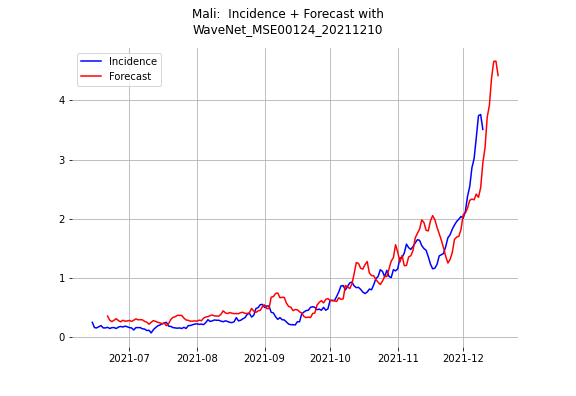 Mali:  Incidence + Forecast with
WaveNet_MSE00124_20211210
Incidence
Forecast
4
3
2
1
0
2021-07
2021-08
2021-09
2021-10
2021-11
2021-12